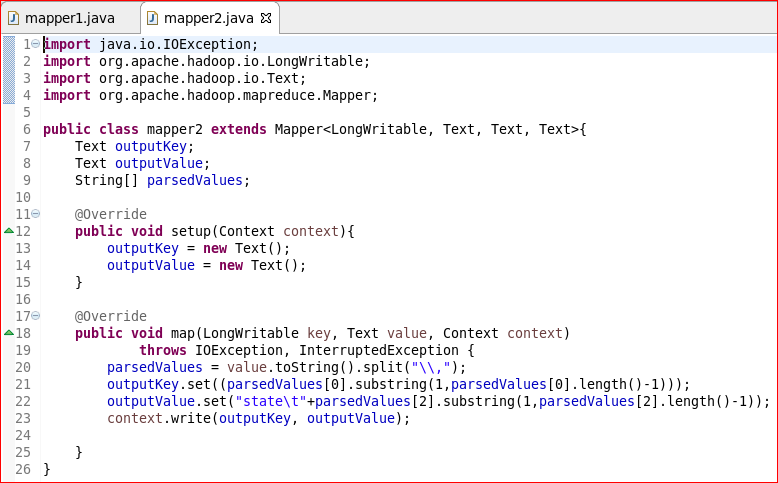 mapper1.java mapper2.java
1 import java.io.IOException;
2 import org.apache.hadoop.io.LongWritable;
3 import org.apache.hadoop.io.Text;
4 import org.apache.hadoop.mapreduce.Mapper;
5
6 public class mapper2 extends Mapper<LongWritable, Text, Text, Text>{
7     Text outputKey;
8     Text outputValue;
9     String[] parsedValues;
10
11     @Override
12     public void setup(Context context){
13         outputKey = new Text();
14         outputValue = new Text();
15     }
16
17     @Override
18     public void map(LongWritable key, Text value, Context context)
19             throws IOException, InterruptedException {
20         parsedValues = value.toString().split("\\,");
21         outputKey.set((parsedValues[0].substring(1,parsedValues[0].length()-1)));
22         outputValue.set("state\t"+parsedValues[2].substring(1,parsedValues[2].length()-1));
23         context.write(outputKey, outputValue);
24
25     }
26 }